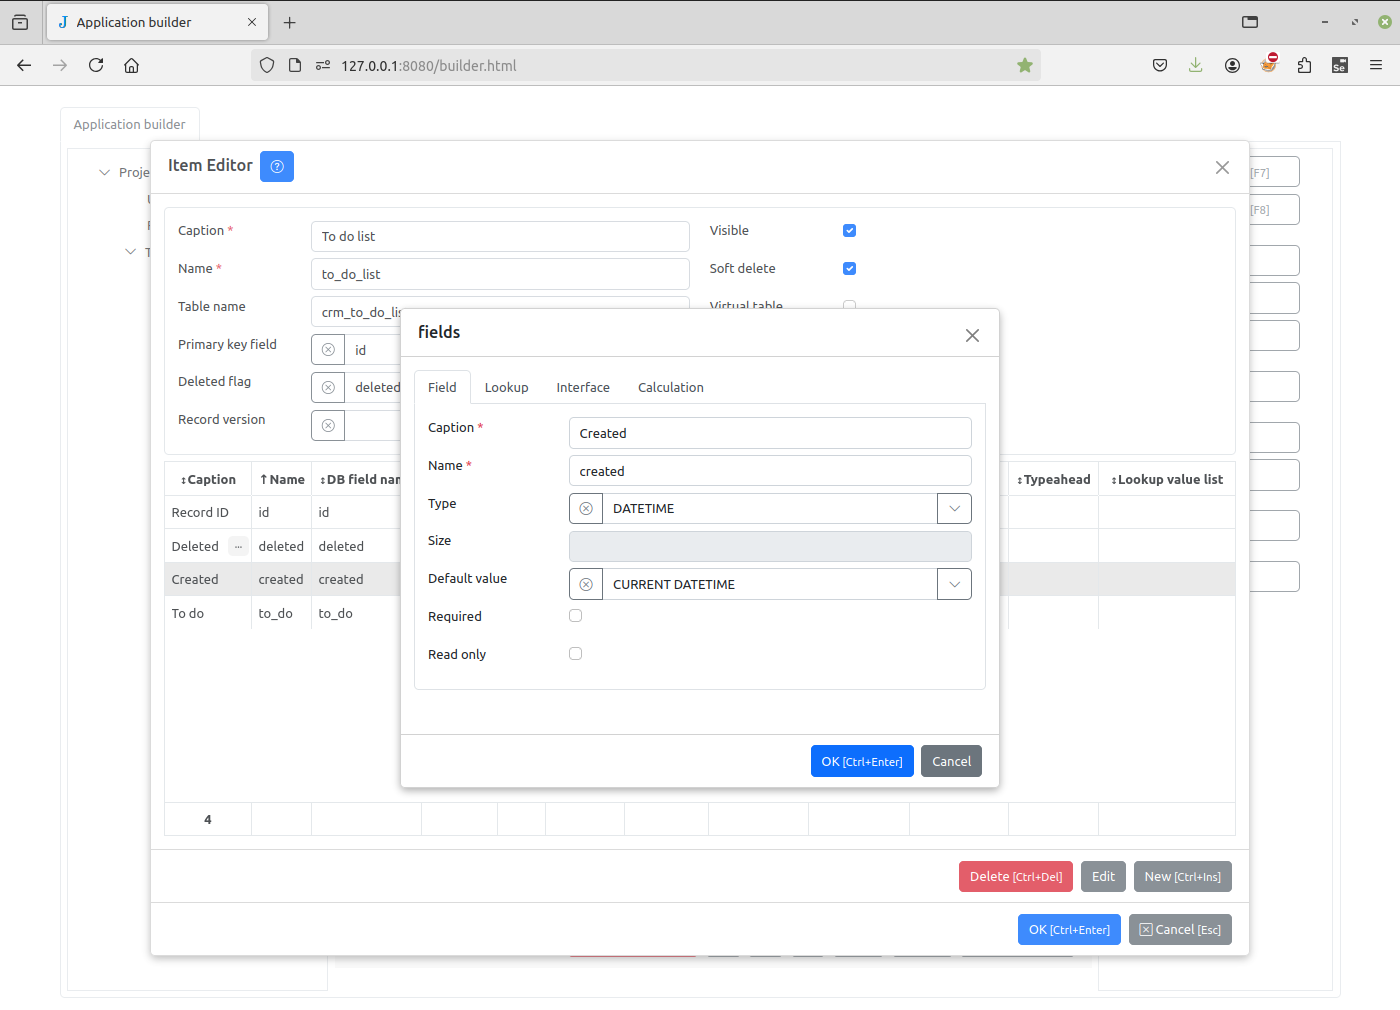 Application builder
127.0.0.1:8080/builder.html
Application builder
Item Editor
[F7]
[F8]
Caption *
To do list
Visible
Name *
to_do_list
Soft delete
Table name
Virtual table
Primary key field
id
Deleted flag
deleted
Record version
↕Caption ↑Name ↕DB field ↕Typeahead ↕Lookup value list
Record ID id id
Deleted ... deleted deleted
Created created created
To do to_do to_do
4
fields
Field Lookup Interface Calculation
Caption *
Created
Name *
created
Type
DATETIME
Size
Default value
CURRENT DATETIME
Required
Read only
OK [Ctrl+Enter] Cancel
Delete [Ctrl+Del] Edit New [Ctrl+Ins]
OK [Ctrl+Enter] Cancel [Esc]